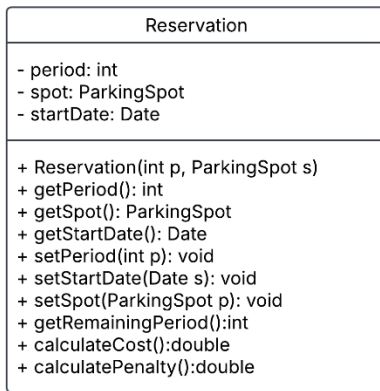 Reservation
- period: int
- spot: ParkingSpot
- startDate: Date
+ Reservation(int p, ParkingSpot s)
+ getPeriod(): int
+ getSpot(): ParkingSpot
+ getStartDate(): Date
+ setPeriod(int p): void
+ setStartDate(Date s): void
+ setSpot(ParkingSpot p): void
+ getRemainingPeriod():int
+ calculateCost():double
+ calculatePenalty():double